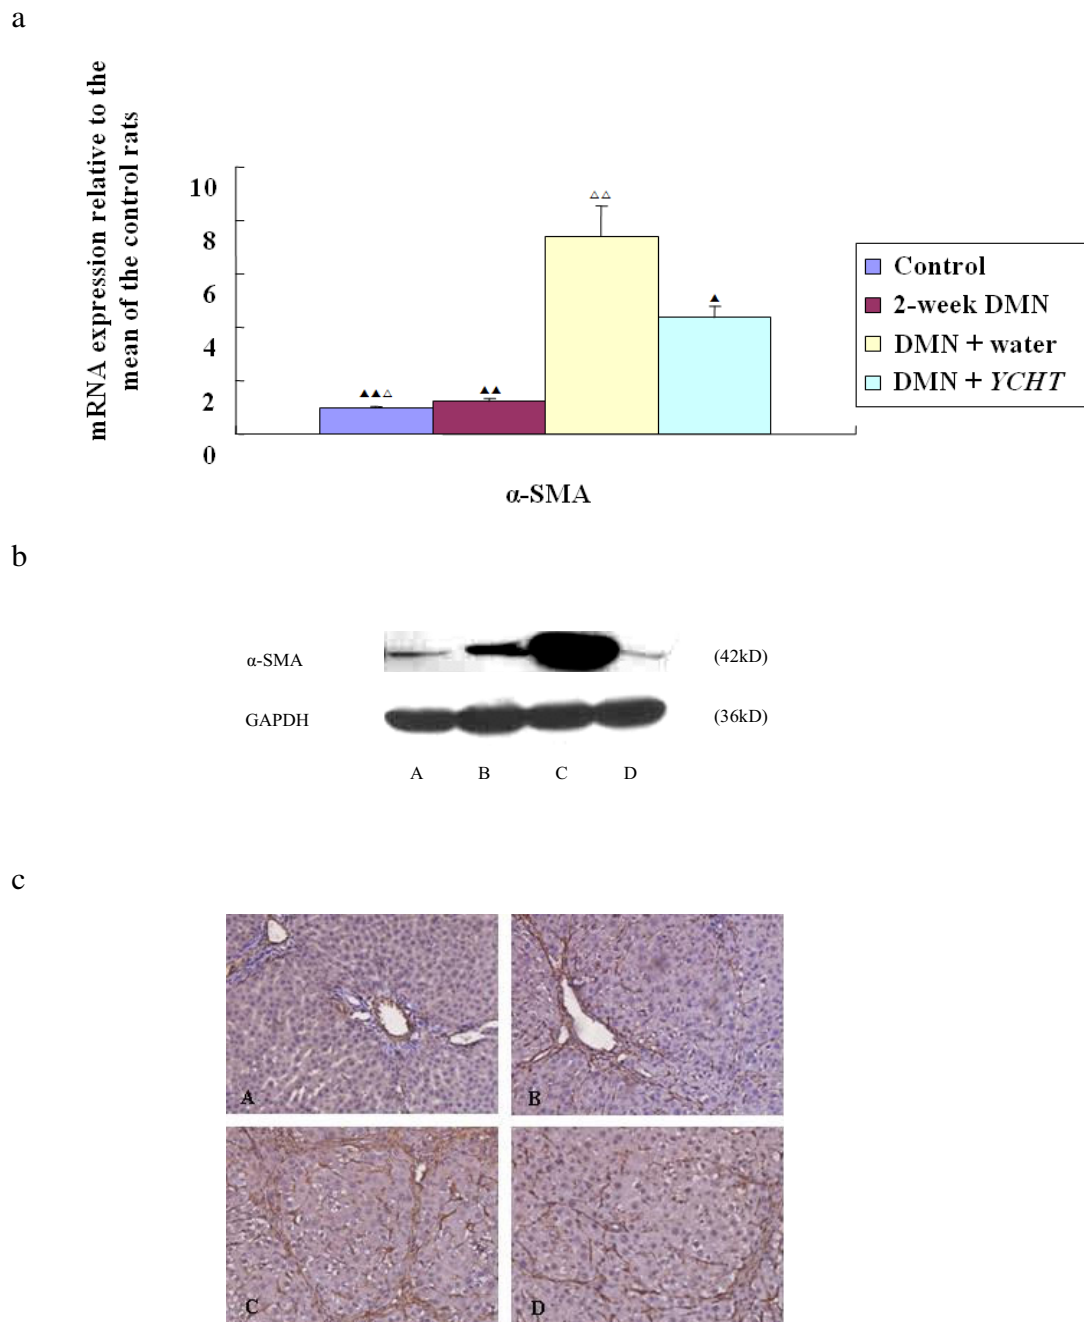 a
mRNA expression relative to the
mean of the control rats
10
8
6
4
2
0
▲▲△
▲▲
△△
▲
Control
2-week DMN
DMN + water
DMN + YCHT
α-SMA
b
α-SMA (42kD)
GAPDH (36kD)
A B C D
c
A B
C D